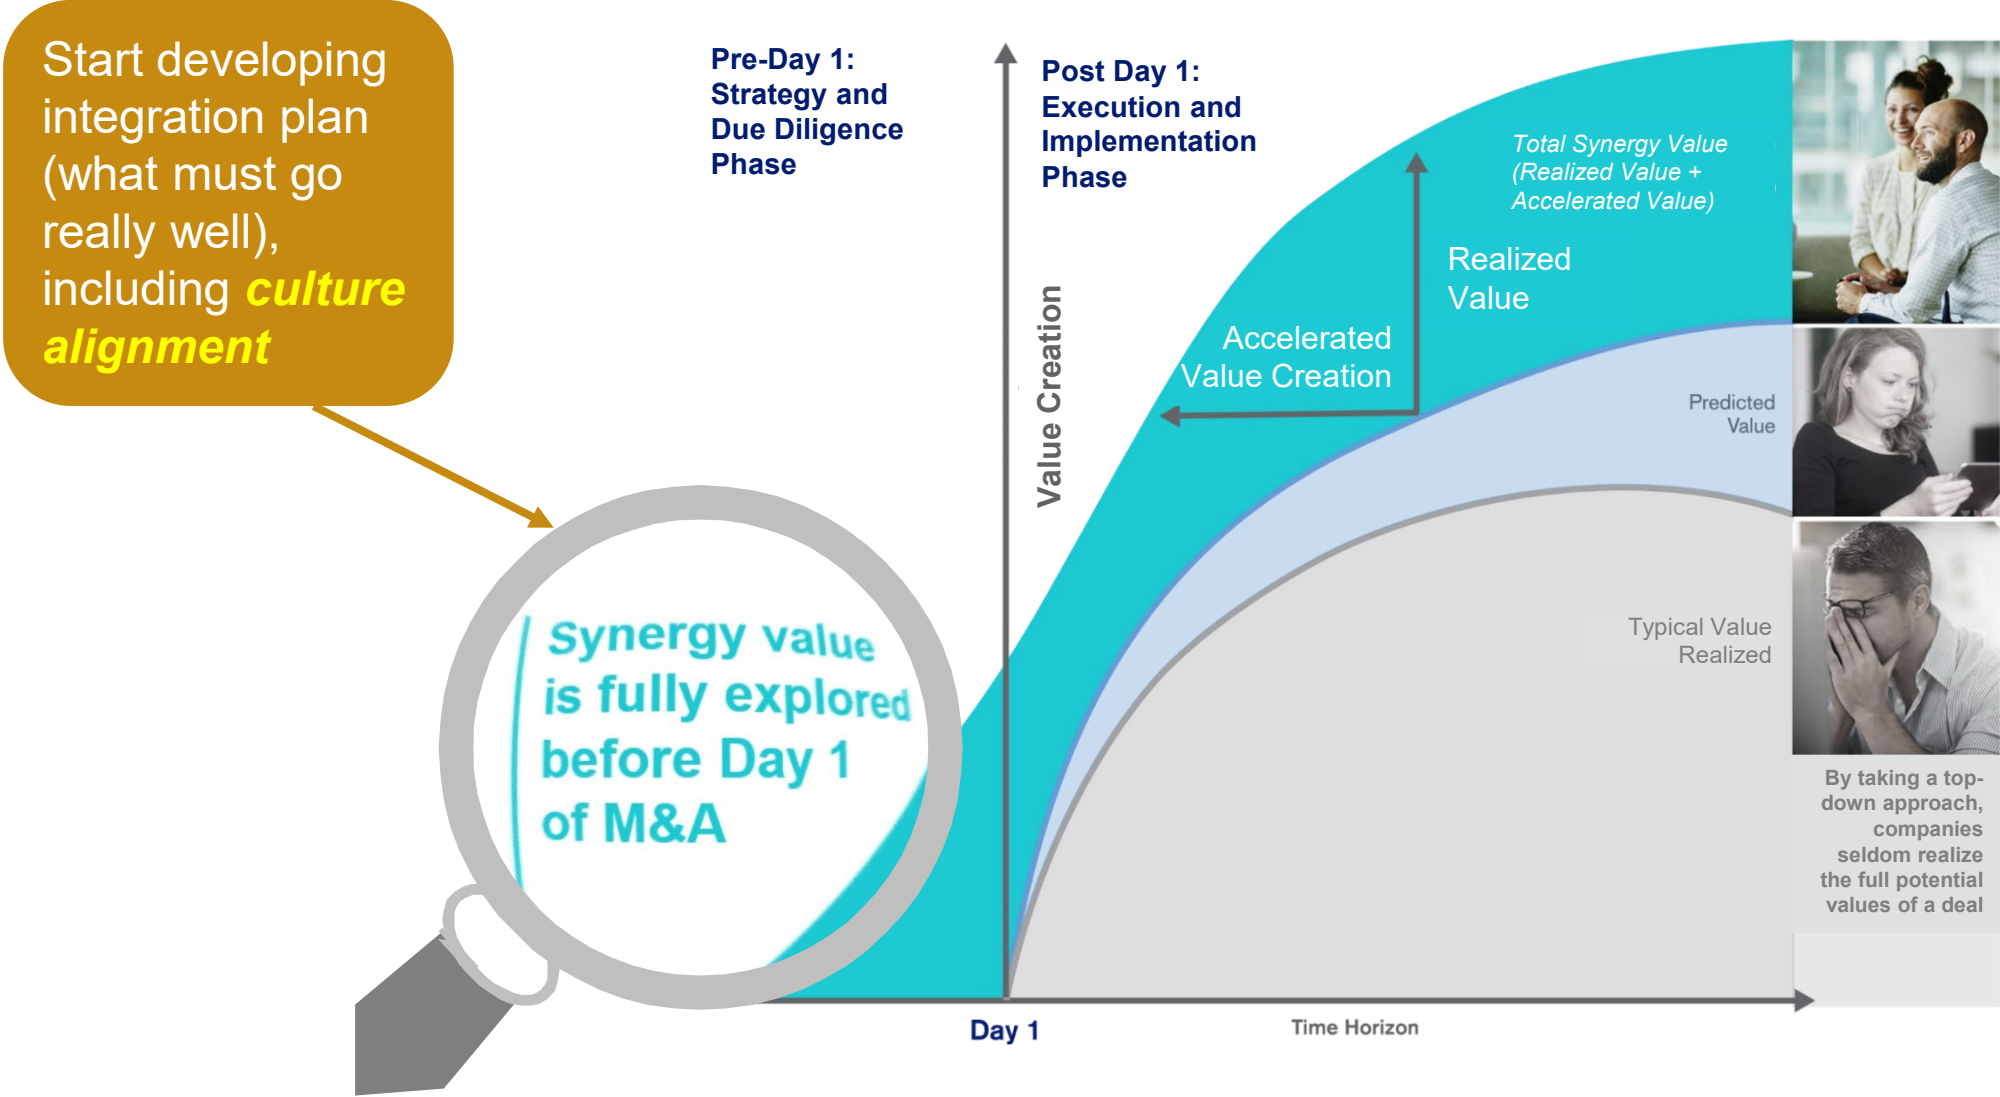 Start developing
integration plan
(what must go
really well),
including culture
alignment
Pre-Day 1:
Strategy and
Due Diligence
Phase
Post Day 1:
Execution and
Implementation
Phase
Total Synergy Value
(Realized Value +
Accelerated Value)
Realized
Value
Accelerated
Value Creation
Value Creation
Predicted
Value
Typical Value
Realized
Synergy value
is fully explored
before Day 1
of M&A
By taking a top-
down approach,
companies
seldom realize
the full potential
values of a deal
Day 1
Time Horizon